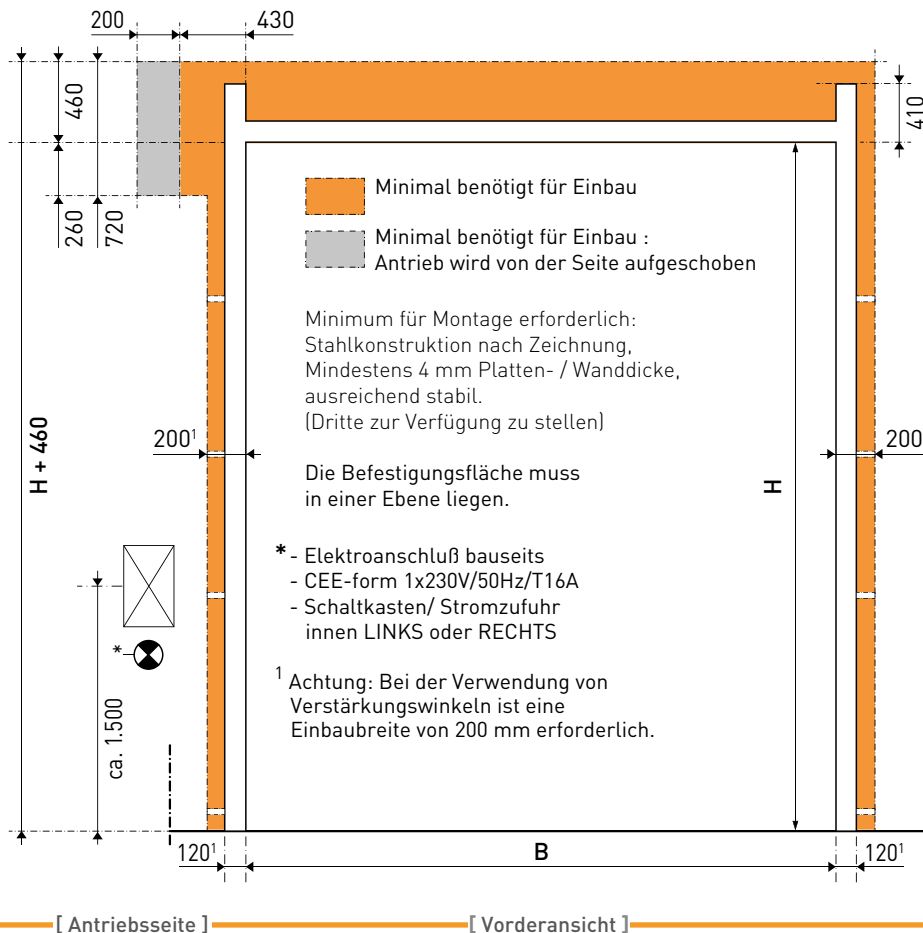 200
430
460
410
260
720
Minimal benötigt für Einbau
Minimal benötigt für Einbau :
Antrieb wird von der Seite aufgeschoben
Minimum für Montage erforderlich:
Stahlkonstruktion nach Zeichnung,
Mindestens 4 mm Platten- / Wanddicke,
ausreichend stabil.
(Dritte zur Verfügung zu stellen)
200¹
200
H + 460
H
Die Befestigungsfläche muss
in einer Ebene liegen.
* - Elektroanschluß bauseits
- CEE-form 1x230V/50Hz/T16A
- Schaltkasten/ Stromzufuhr
innen LINKS oder RECHTS
*
¹ Achtung: Bei der Verwendung von
Verstärkungswinkeln ist eine
Einbaubreite von 200 mm erforderlich.
ca. 1.500
120¹
B
120¹
[ Antriebsseite ]
[ Vorderansicht ]